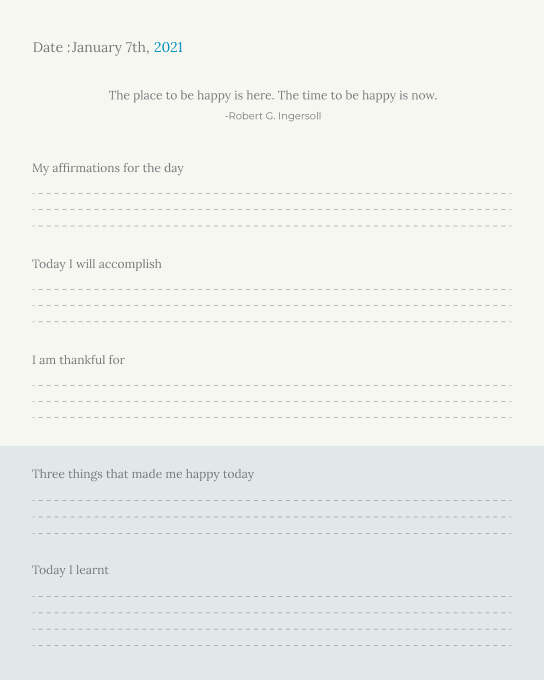 Date :January 7th, 2021
The place to be happy is here. The time to be happy is now.
-Robert G. Ingersoll
My affirmations for the day
Today I will accomplish
I am thankful for
Three things that made me happy today
Today I learnt